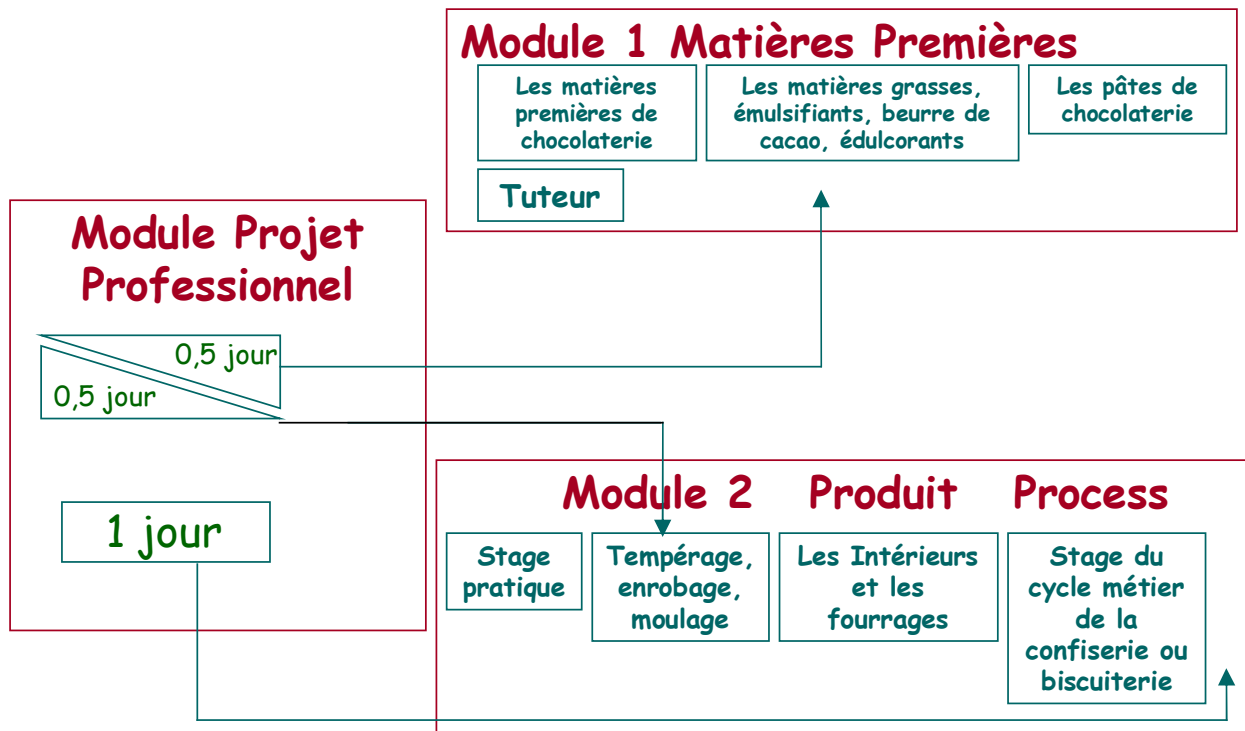 Module 1 Matières Premières
Les matières
premières de
chocolaterie
Les matières grasses,
émulsifiants, beurre de
cacao, édulcorants
Les pâtes de
chocolaterie
Tuteur
Module Projet
Professionnel
0,5 jour
0,5 jour
1 jour
Module 2 Produit Process
Stage
pratique
Tempérage,
enrobage,
moulage
Les Intérieurs
et les
fourrages
Stage du
cycle métier
de la
confiserie ou
biscuiterie